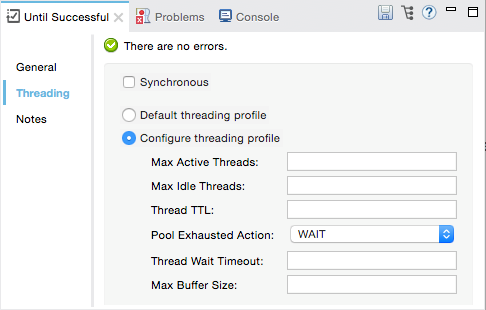 Until Successful
Problems
Console
There are no errors.
General
Threading
Notes
Synchronous
Default threading profile
Configure threading profile
Max Active Threads:
Max Idle Threads:
Thread TTL:
Pool Exhausted Action: WAIT
Thread Wait Timeout:
Max Buffer Size: